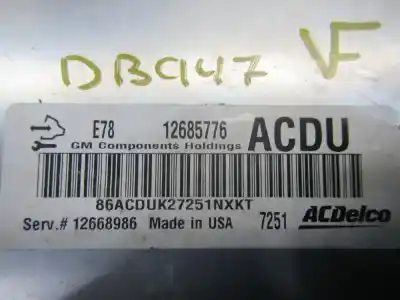 DB947 VF
E78 12685776 ACDU
GM Components Holdings
86ACDUK27251NXKT
Serv.# 12668986 Made in USA 7251 ACDelco